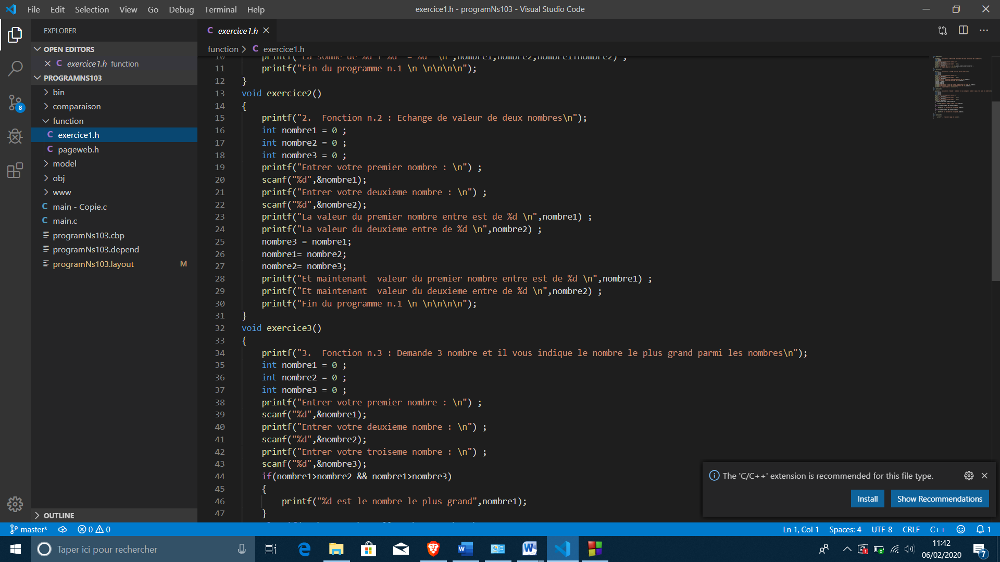 File Edit Selection View Go Debug Terminal Help
exercice1.h - programNs103 - Visual Studio Code
EXPLORER
OPEN EDITORS
exercice1.h function
PROGRAMNS103
bin
comparaison
function
exercice1.h
pageweb.h
model
obj
www
main - Copie.c
main.c
programNs103.cbp
programNs103.depend
programNs103.layout M
OUTLINE
8
exercice1.h
function > exercice1.h
10 printf("La somme de %d + %d = %d \n",nombre1,nombre2,nombre1+nombre2) ;
11 printf("Fin du programme n.1 \n \n\n\n\n");
12 }
13 void exercice2()
14 {
15 printf("2.  Fonction n.2 : Echange de valeur de deux nombres\n");
16 int nombre1 = 0 ;
17 int nombre2 = 0 ;
18 int nombre3 = 0 ;
19 printf("Entrer votre premier nombre : \n") ;
20 scanf("%d",&nombre1);
21 printf("Entrer votre deuxieme nombre : \n") ;
22 scanf("%d",&nombre2);
23 printf("La valeur du premier nombre entre est de %d \n",nombre1) ;
24 printf("La valeur du deuxieme entre de %d \n",nombre2) ;
25 nombre3 = nombre1;
26 nombre1= nombre2;
27 nombre2= nombre3;
28 printf("Et maintenant  valeur du premier nombre entre est de %d \n",nombre1) ;
29 printf("Et maintenant  valeur du deuxieme entre de %d \n",nombre2) ;
30 printf("Fin du programme n.1 \n \n\n\n\n");
31 }
32 void exercice3()
33 {
34 printf("3.  Fonction n.3 : Demande 3 nombre et il vous indique le nombre le plus grand parmi les nombres\n");
35 int nombre1 = 0 ;
36 int nombre2 = 0 ;
37 int nombre3 = 0 ;
38 printf("Entrer votre premier nombre : \n") ;
39 scanf("%d",&nombre1);
40 printf("Entrer votre deuxieme nombre : \n") ;
41 scanf("%d",&nombre2);
42 printf("Entrer votre troiseme nombre : \n") ;
43 scanf("%d",&nombre3);
44 if(nombre1>nombre2 && nombre1>nombre3)
45 {
46 printf("%d est le nombre le plus grand",nombre1);
47 }
The 'C/C++' extension is recommended for this file type.
Install Show Recommendations
master* 0 0 Ln 1, Col 1 Spaces: 4 UTF-8 CRLF C++ 1
Taper ici pour rechercher
11:42
06/02/2020
7